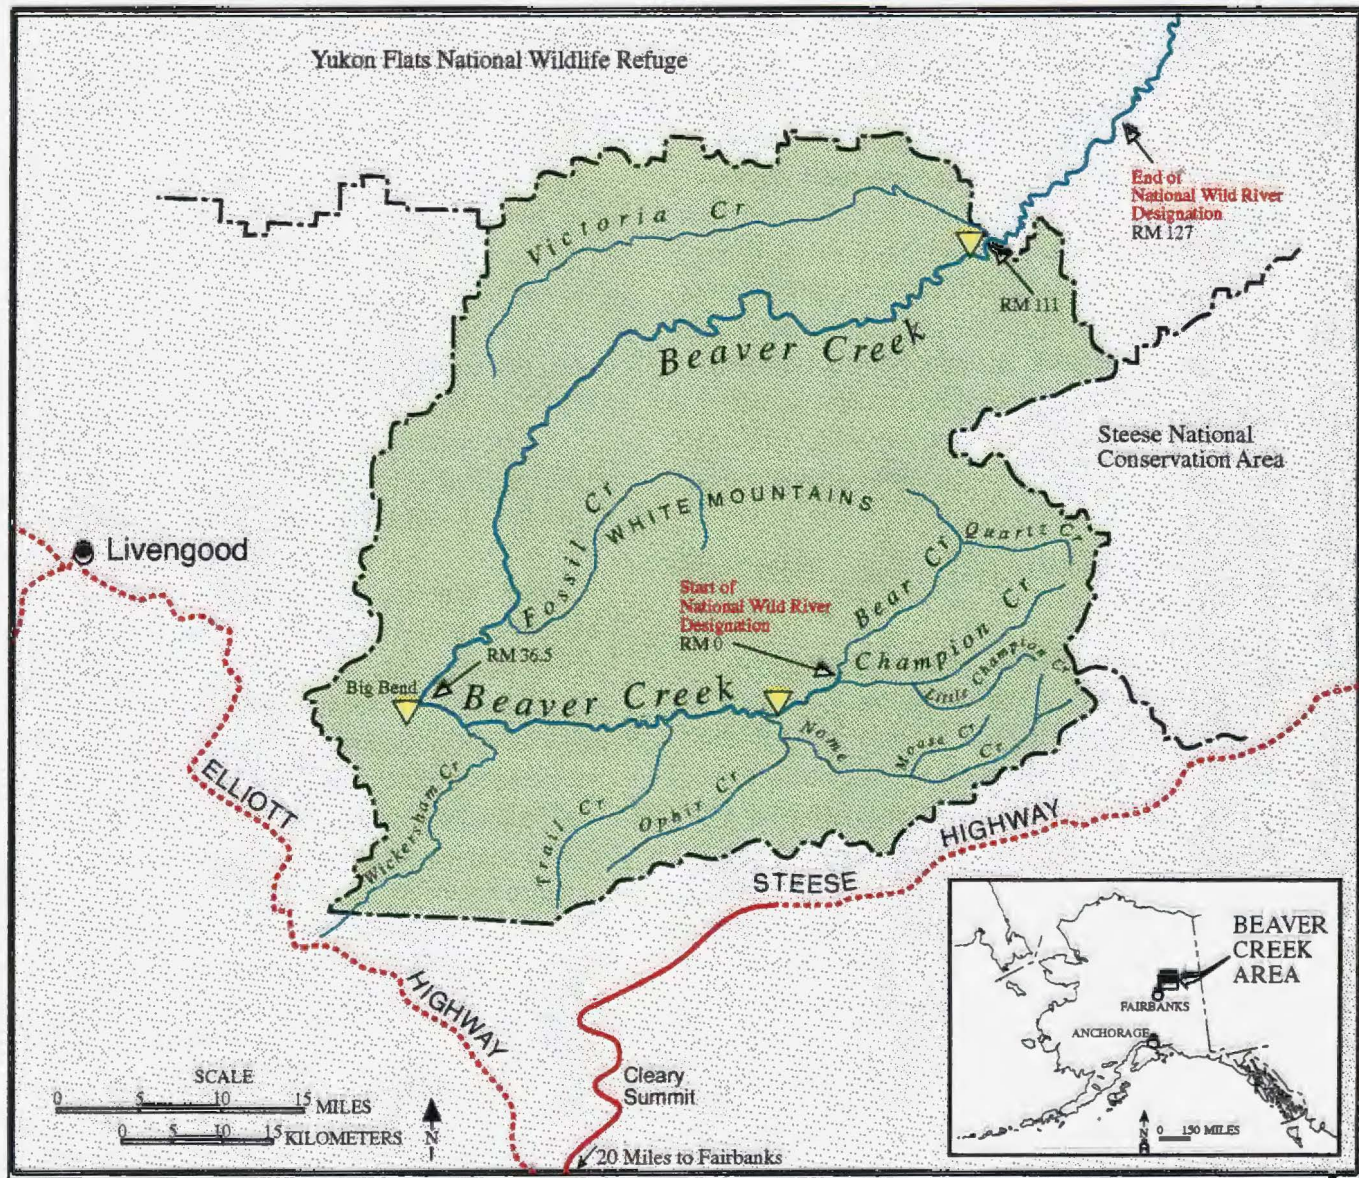 Yukon Flats National Wildlife Refuge
End of
National Wild River
Designation
RM 127
Victoria Cr
RM 111
Beaver Creek
Steese National
Conservation Area
Fossil Cr
WHITE MOUNTAINS
Quartz Cr
Livengood
Bear Cr
Start of
National Wild River
Designation
RM 0
Champion Cr
Little Champion Cr
RM 36.5
Big Bend
Beaver Creek
Nome Cr
Moose Cr
Wickersham Cr
Trail Cr
Ophir Cr
ELLIOTT
HIGHWAY
STEESE
HIGHWAY
Cleary
Summit
20 Miles to Fairbanks
SCALE
0 5 10 15
MILES
0 5 10 15
KILOMETERS
N
BEAVER
CREEK
AREA
FAIRBANKS
ANCHORAGE
N
0 150 MILES